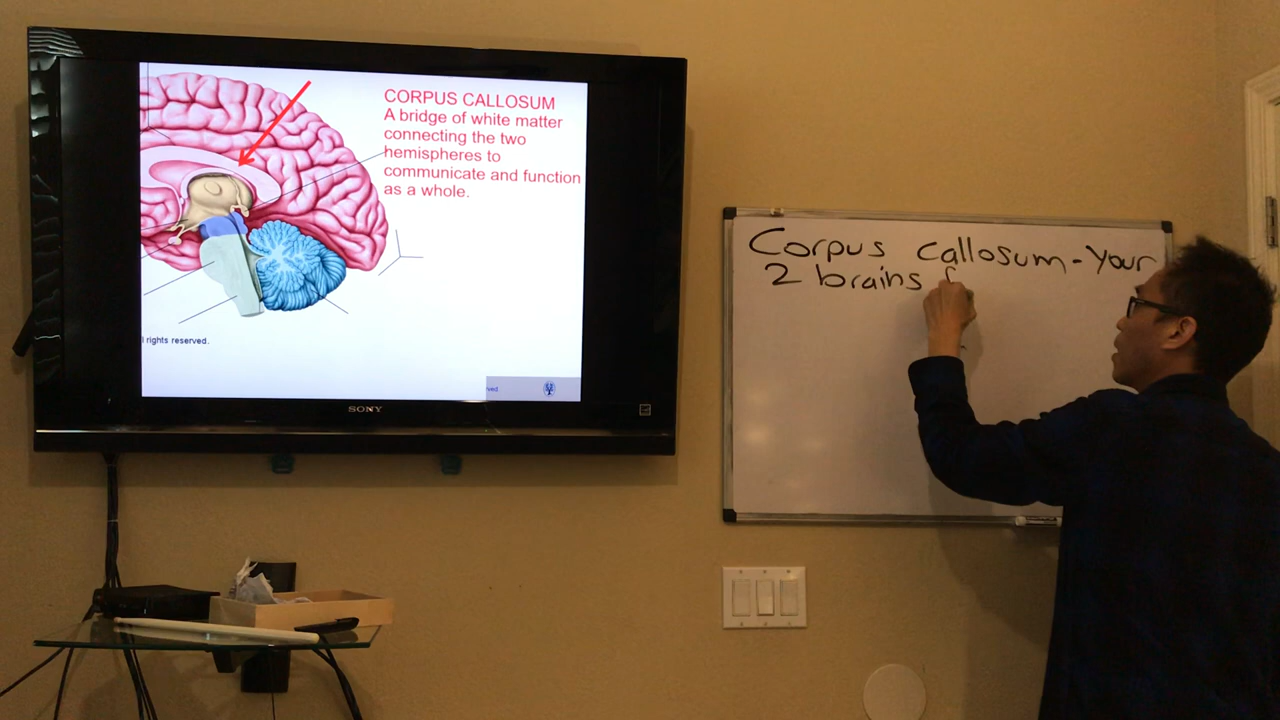 CORPUS CALLOSUM
A bridge of white matter
connecting the two
hemispheres to
communicate and function
as a whole.
l rights reserved.
ved.
SONY
Corpus Callosum - Your
2 brains f